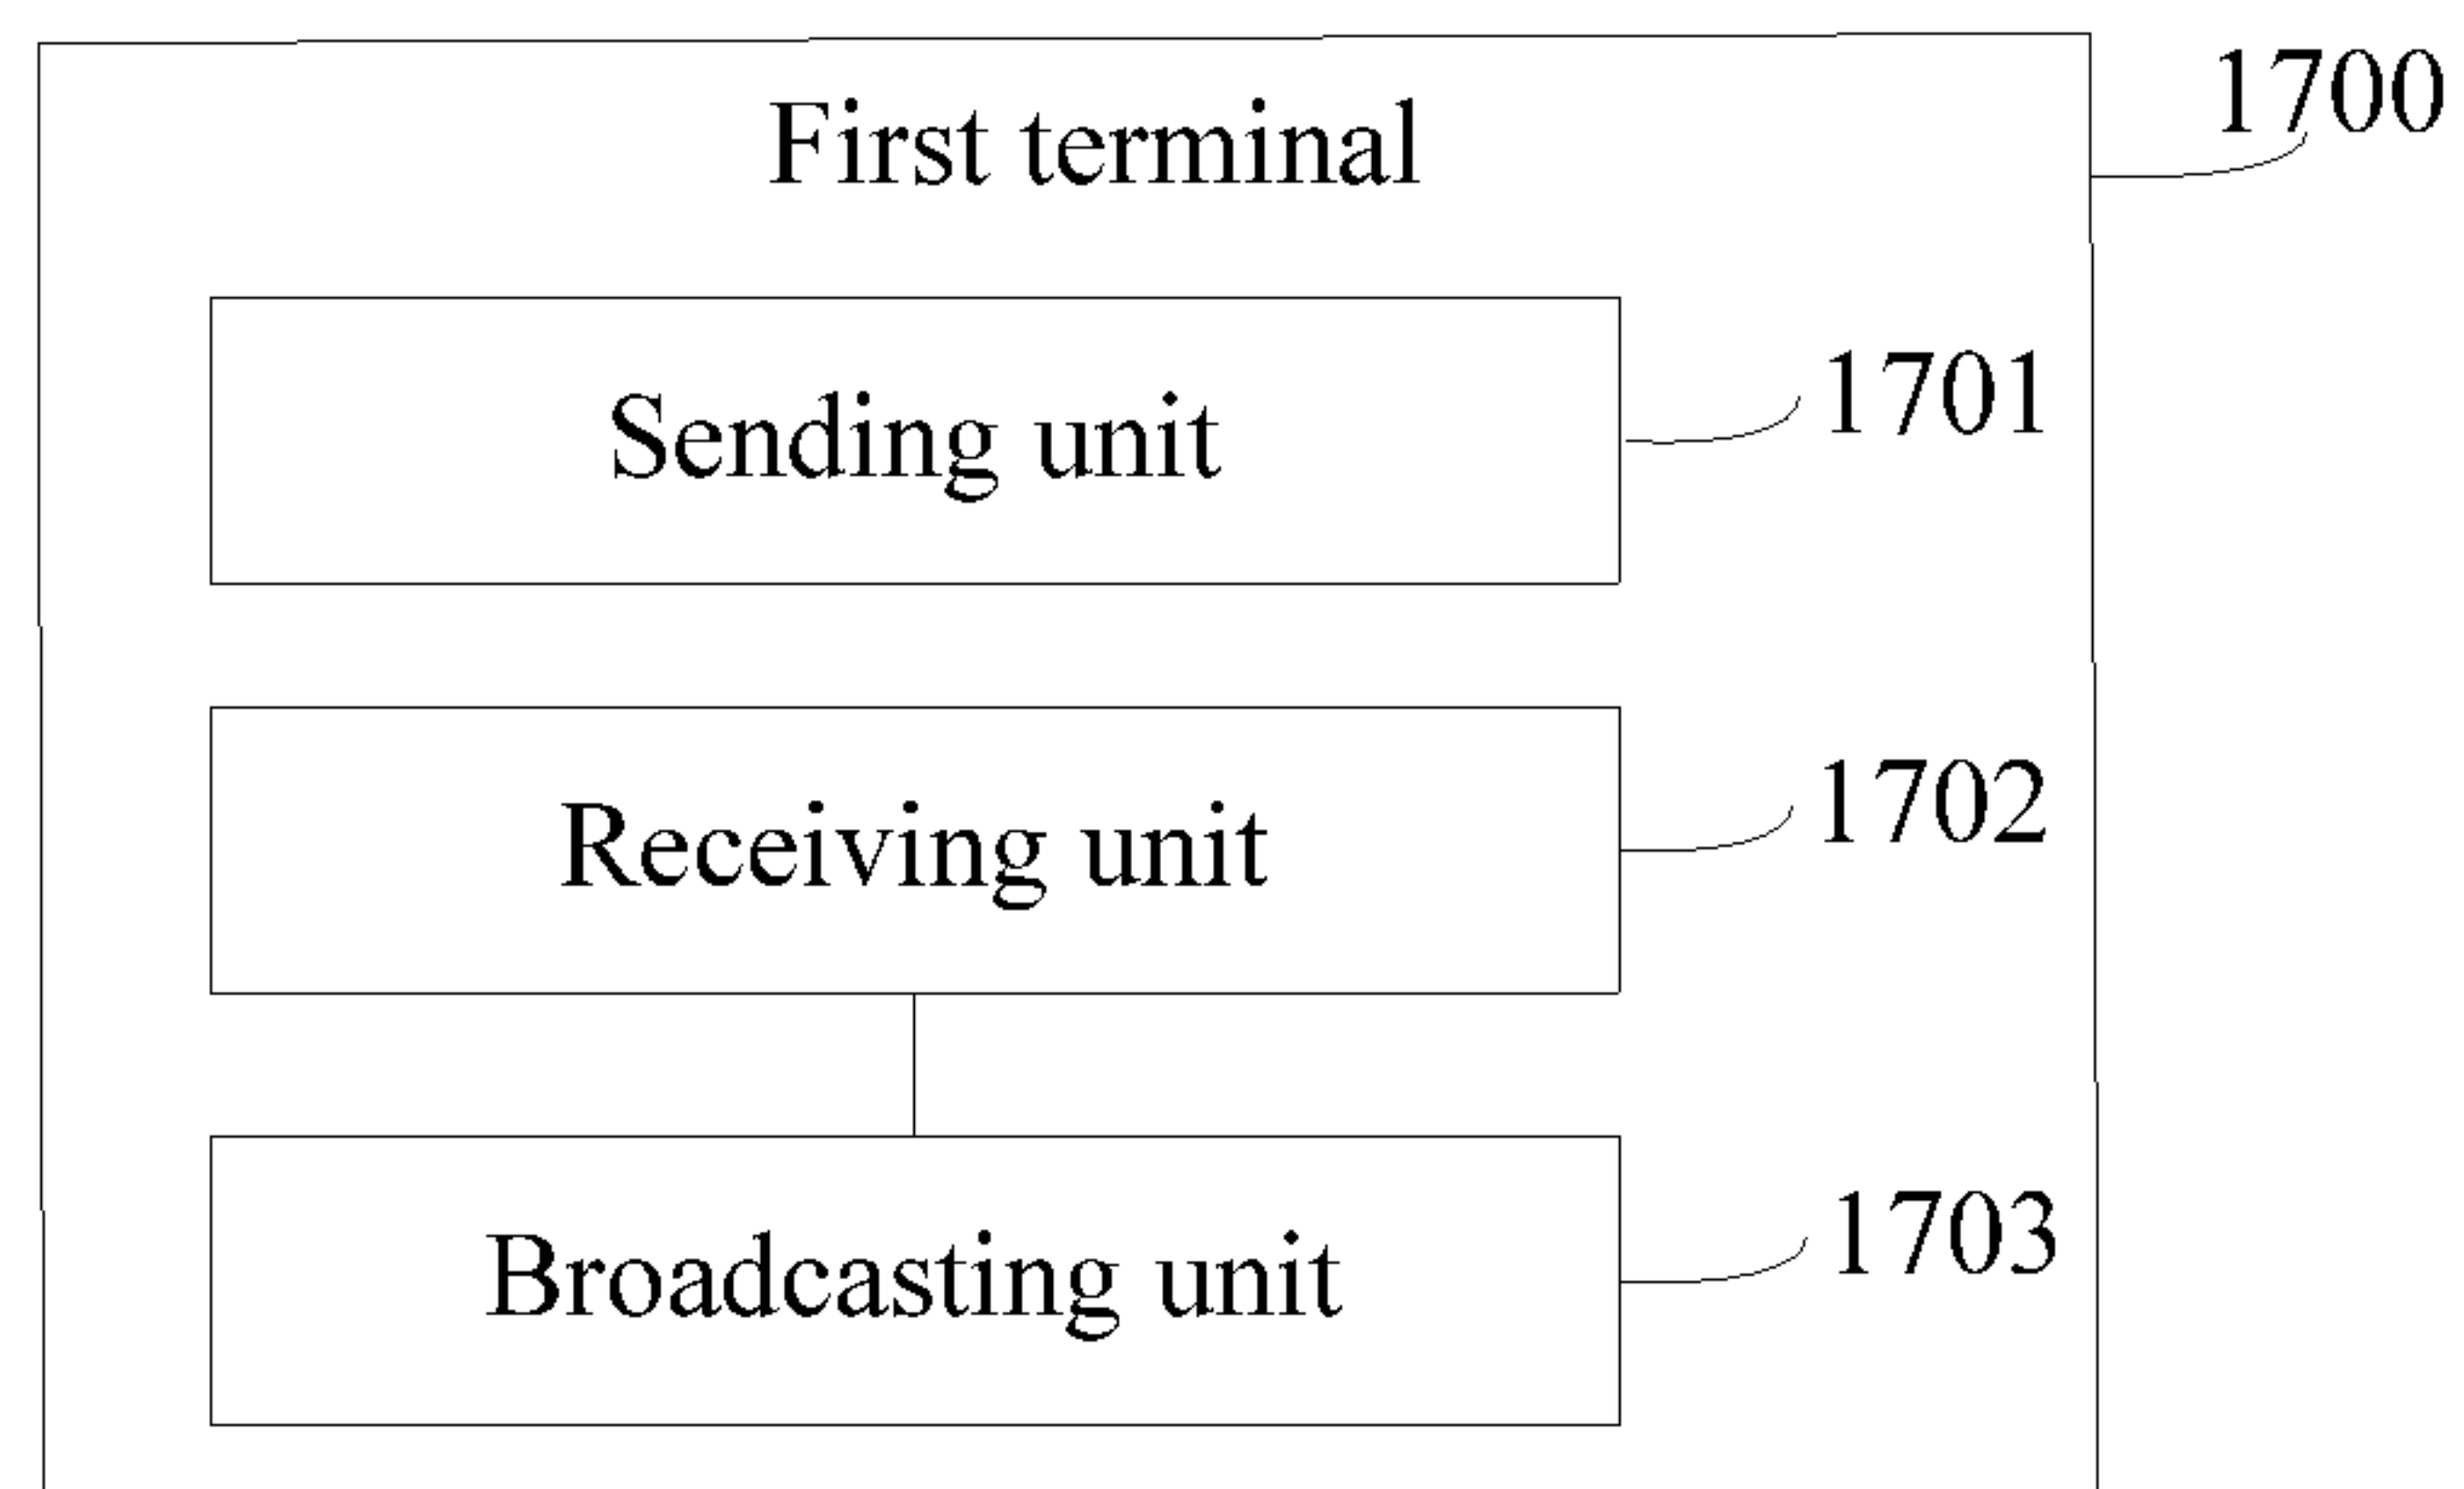 1700
First terminal
1701
Sending unit
1702
Receiving unit
1703
Broadcasting unit